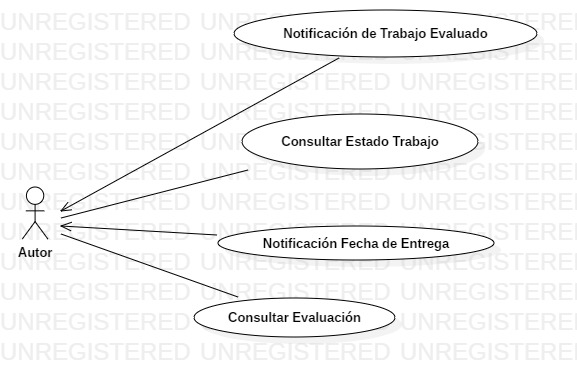 UNREGISTERED UNREGISTERED UNREGISTERED
Notificación de Trabajo Evaluado
UNREGISTERED UNREGISTERED UNREGISTERED
UNREGISTERED UNREGISTERED UNREGISTERED
UNREGISTERED UNREGISTERED UNREGISTERED
UNREGISTERED UNREGISTERED UNREGISTERED
Consultar Estado Trabajo
UNREGISTERED UNREGISTERED UNREGISTERED
UNREGISTERED UNREGISTERED UNREGISTERED
UNREGISTERED UNREGISTERED UNREGISTERED
Notificación Fecha de Entrega
Autor
UNREGISTERED UNREGISTERED UNREGISTERED
UNREGISTERED UNREGISTERED UNREGISTERED
Consultar Evaluación
UNREGISTERED UNREGISTERED UNREGISTERED
UNREGISTERED UNREGISTERED UNREGISTERED